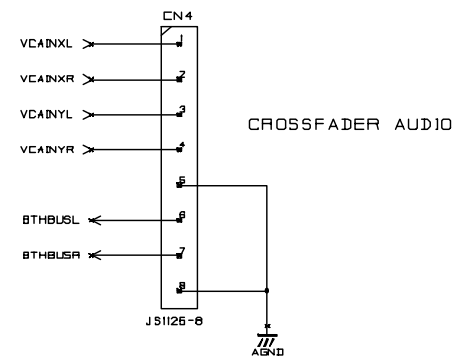 CN4
VCAINXL
1
VCAINXR
2
VCAINYL
3
CROSSFADER AUDIO
VCAINYR
4
5
BTHBUSL
6
BTHBUSR
7
8
JS1126-8
AGND